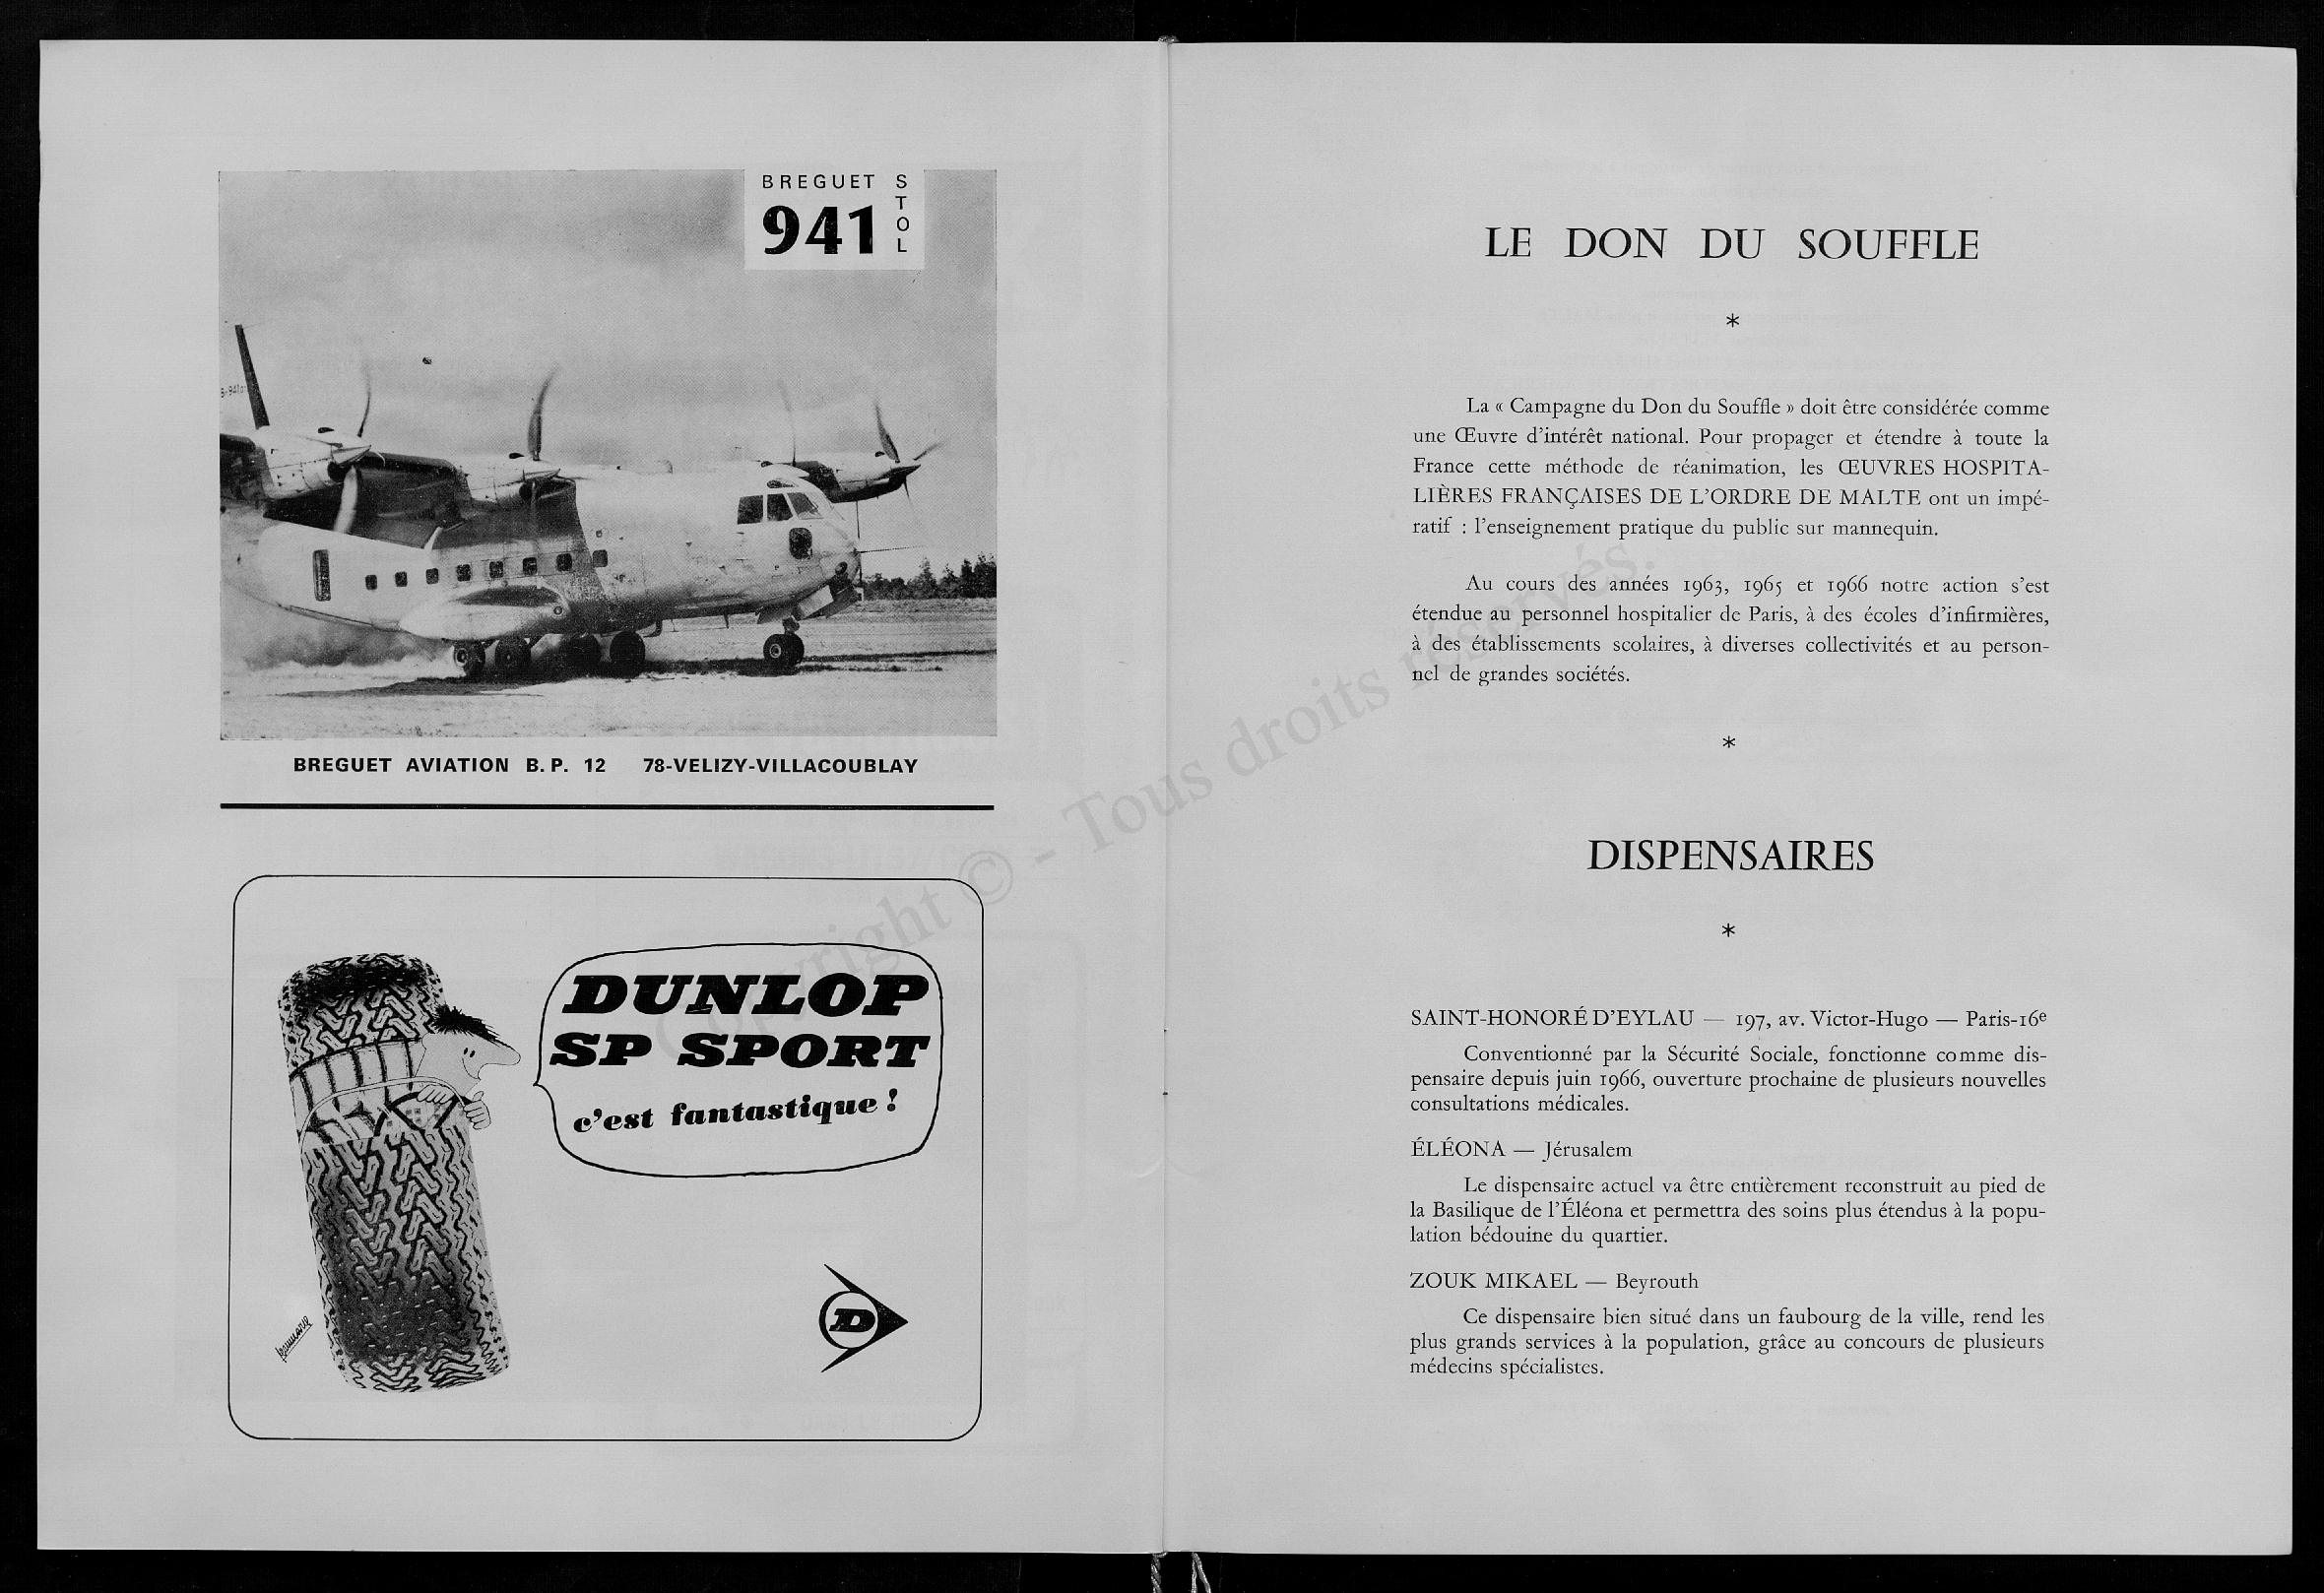 BREGUET STOL
941
BREGUET AVIATION B.P. 12 78-VELIZY-VILLACOUBLAY
DUNLOP
SP SPORT
c'est fantastique !
D
LE DON DU SOUFFLE
*
La « Campagne du Don du Souffle » doit être considérée comme
une Œuvre d'intérêt national. Pour propager et étendre à toute la
France cette méthode de réanimation, les ŒUVRES HOSPITA-
LIÈRES FRANÇAISES DE L'ORDRE DE MALTE ont un impé-
ratif : l'enseignement pratique du public sur mannequin.
Au cours des années 1963, 1965 et 1966 notre action s'est
étendue au personnel hospitalier de Paris, à des écoles d'infirmières,
à des établissements scolaires, à diverses collectivités et au person-
nel de grandes sociétés.
*
DISPENSAIRES
*
SAINT-HONORÉ D'EYLAU — 197, av. Victor-Hugo — Paris-16e
Conventionné par la Sécurité Sociale, fonctionne comme dis-
pensaire depuis juin 1966, ouverture prochaine de plusieurs nouvelles
consultations médicales.
ÉLÉONA — Jérusalem
Le dispensaire actuel va être entièrement reconstruit au pied de
la Basilique de l'Éléona et permettra des soins plus étendus à la popu-
lation bédouine du quartier.
ZOUK MIKAEL — Beyrouth
Ce dispensaire bien situé dans un faubourg de la ville, rend les
plus grands services à la population, grâce au concours de plusieurs
médecins spécialistes.
Copyright © - Tous droits réservés.